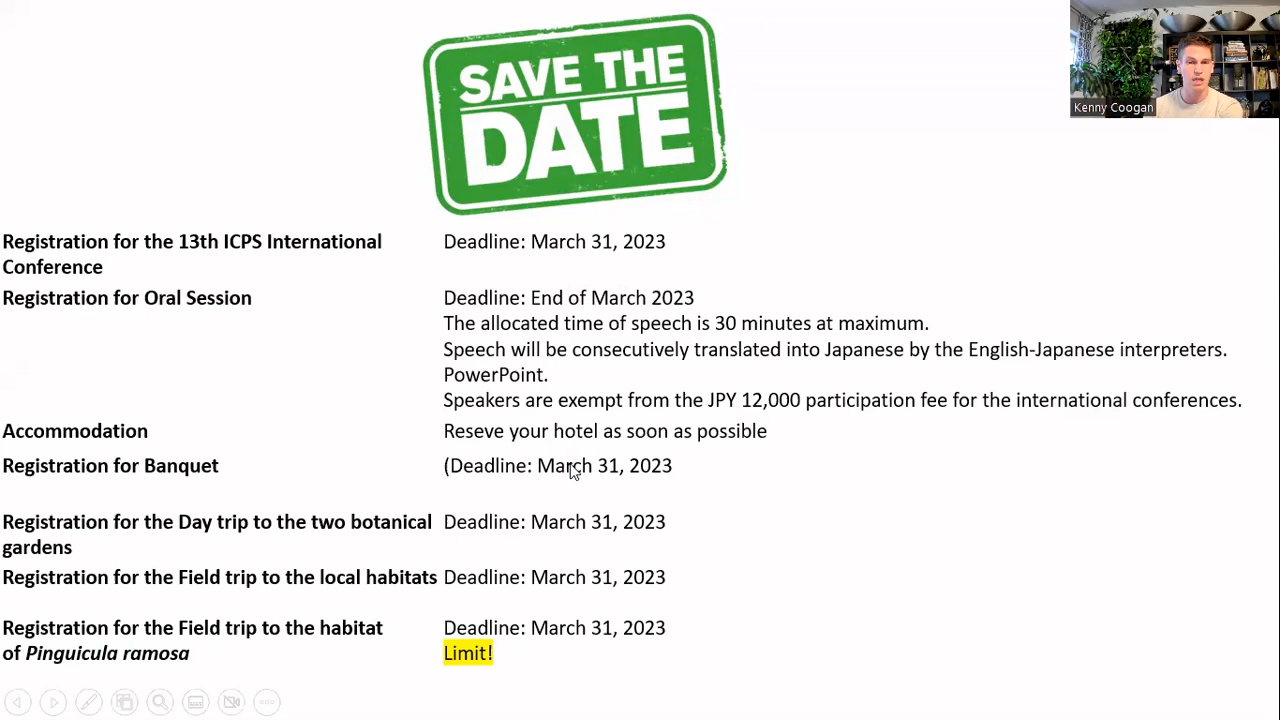 SAVE THE
DATE
Kenny Coogan
Registration for the 13th ICPS International
Conference
Deadline: March 31, 2023
Registration for Oral Session
Deadline: End of March 2023
The allocated time of speech is 30 minutes at maximum.
Speech will be consecutively translated into Japanese by the English-Japanese interpreters.
PowerPoint.
Speakers are exempt from the JPY 12,000 participation fee for the international conferences.
Accommodation
Reseve your hotel as soon as possible
Registration for Banquet
(Deadline: March 31, 2023
Registration for the Day trip to the two botanical
gardens
Deadline: March 31, 2023
Registration for the Field trip to the local habitats
Deadline: March 31, 2023
Registration for the Field trip to the habitat
of Pinguicula ramosa
Deadline: March 31, 2023
Limit!